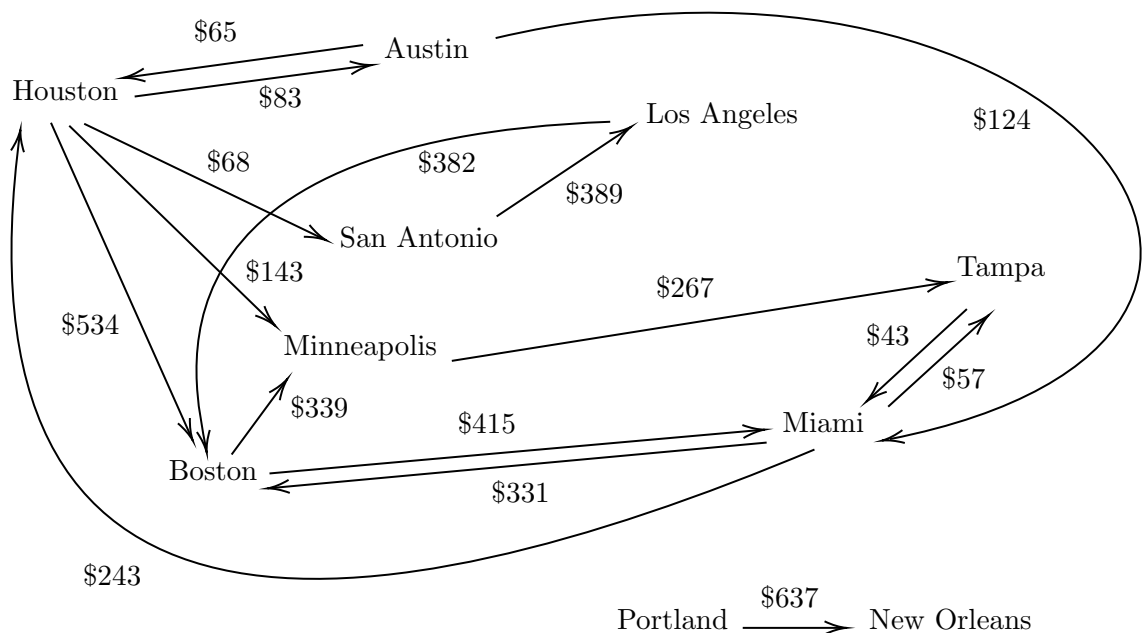 $65
Austin
Houston
$83
Los Angeles
$124
$68
$382
$389
San Antonio
$143
Tampa
$267
$534
$43
Minneapolis
$57
$339
$415
Miami
Boston
$331
$243
$637
Portland
New Orleans